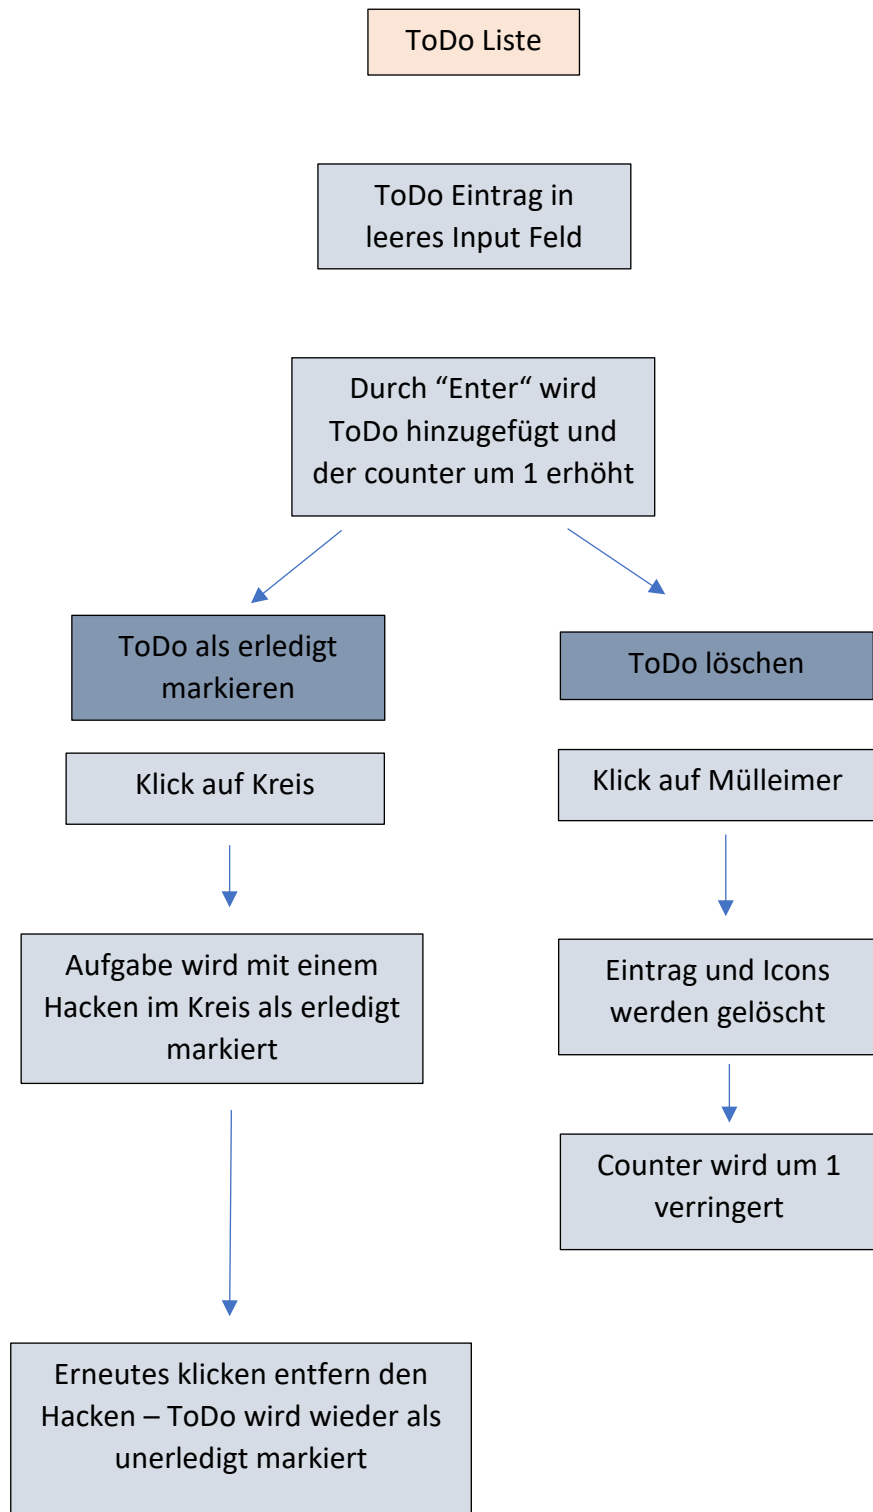 ToDo Liste
ToDo Eintrag in
leeres Input Feld
Durch “Enter“ wird
ToDo hinzugefügt und
der counter um 1 erhöht
ToDo als erledigt
markieren
Klick auf Kreis
Aufgabe wird mit einem
Hacken im Kreis als erledigt
markiert
Erneutes klicken entfern den
Hacken – ToDo wird wieder als
unerledigt markiert
ToDo löschen
Klick auf Mülleimer
Eintrag und Icons
werden gelöscht
Counter wird um 1
verringert